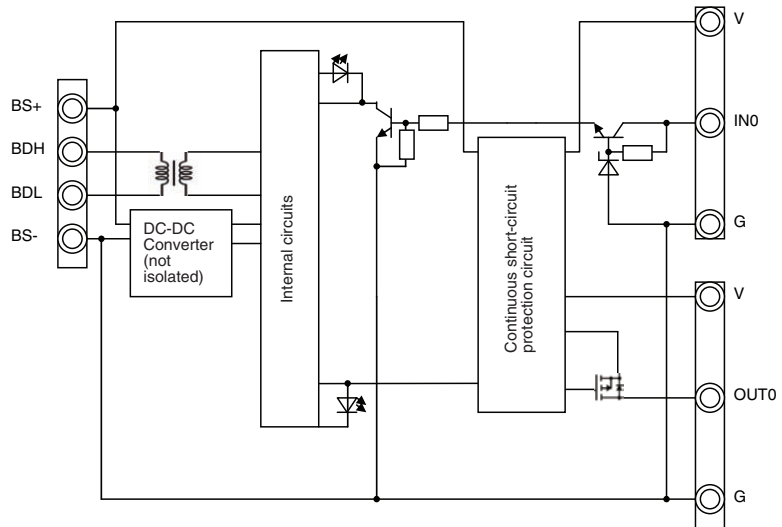 BS+
BDH
BDL
BS-
DC-DC
Converter
(not
isolated)
Internal circuits
Continuous short-circuit
protection circuit
V
IN0
G
V
OUT0
G